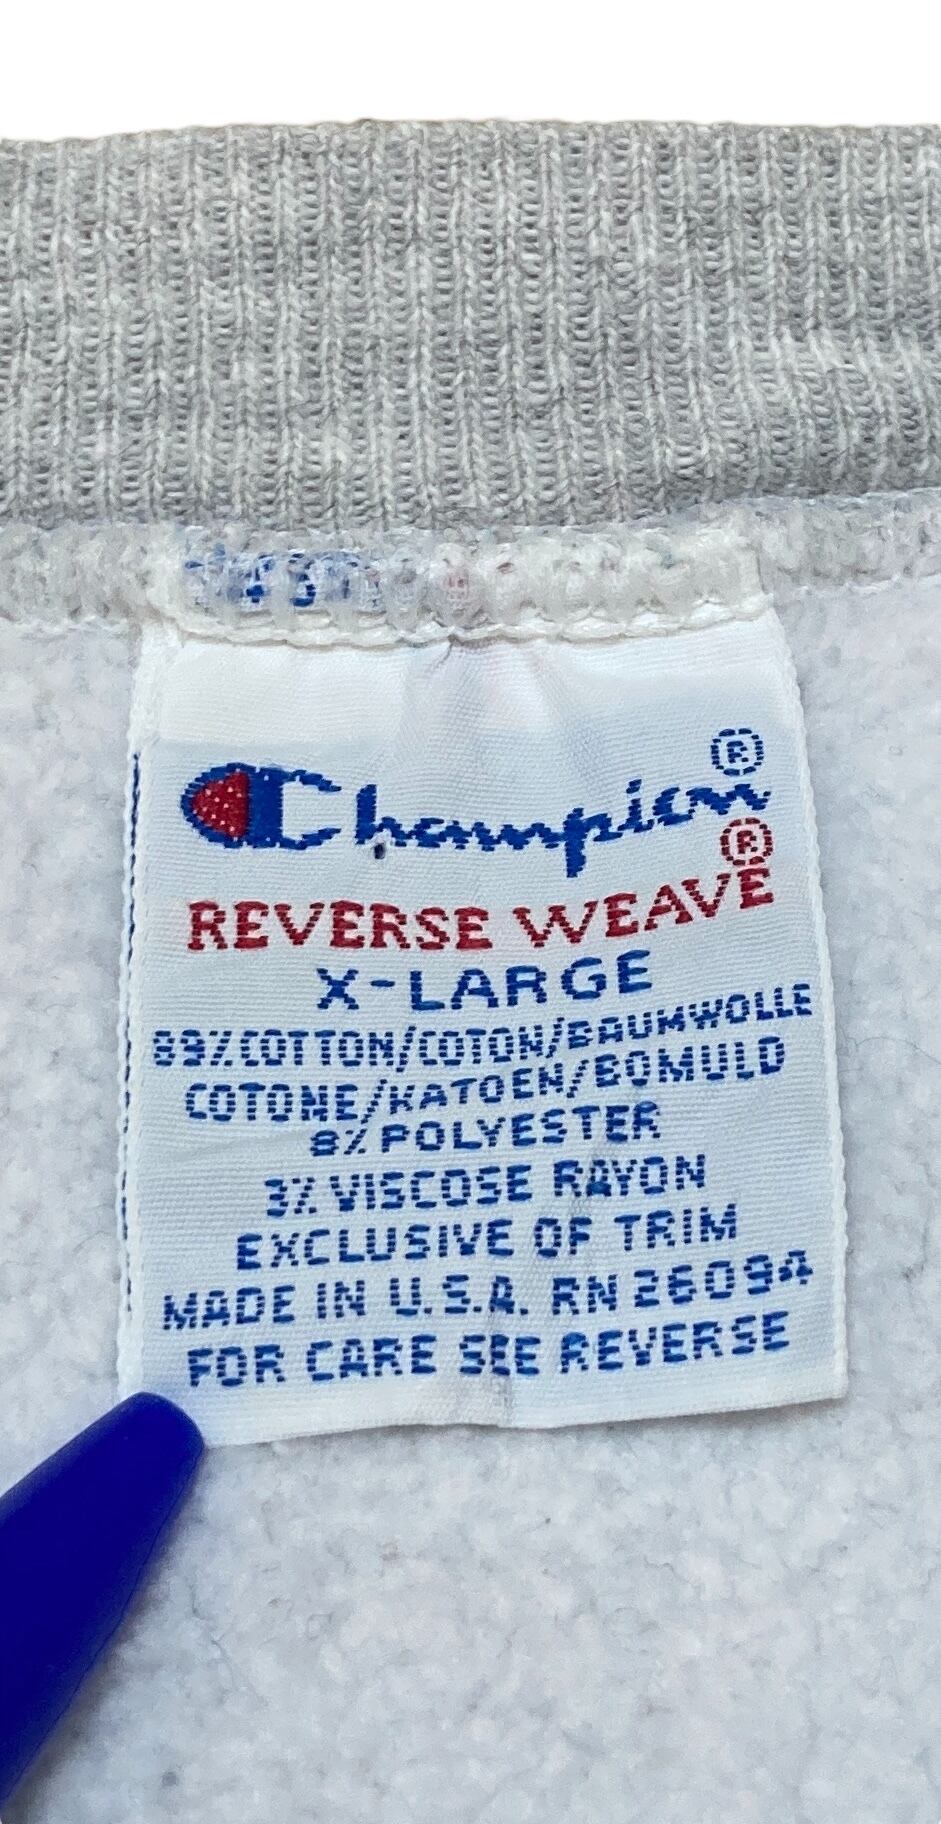 Champion®
REVERSE WEAVE®
X-LARGE
89% COTTON/COTON/BAUMWOLLE
COTONE/KATOEN/BOMULD
8% POLYESTER
3% VISCOSE RAYON
EXCLUSIVE OF TRIM
MADE IN U.S.A. RN 26094
FOR CARE SEE REVERSE